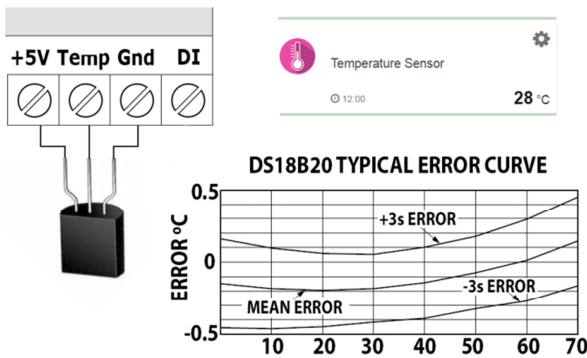 +5V Temp Gnd DI
Temperature Sensor
12:00
28 °C
DS18B20 TYPICAL ERROR CURVE
ERROR ºC
0.5
0
-0.5
+3s ERROR
MEAN ERROR
-3s ERROR
10 20 30 40 50 60 70